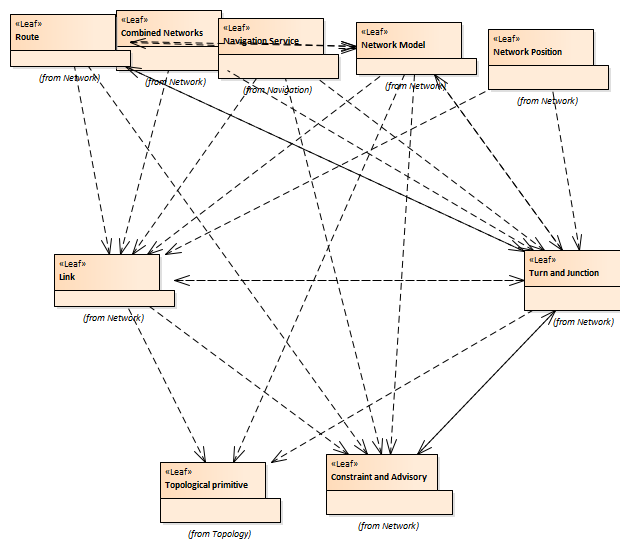 «Leaf»
Route
(from Network)
«Leaf»
Combined Networks
(from Network)
«Leaf»
Navigation Service
(from Navigation)
«Leaf»
Network Model
(from Network)
«Leaf»
Network Position
(from Network)
«Leaf»
Link
(from Network)
«Leaf»
Turn and Junction
(from Network)
«Leaf»
Topological primitive
(from Topology)
«Leaf»
Constraint and Advisory
(from Network)